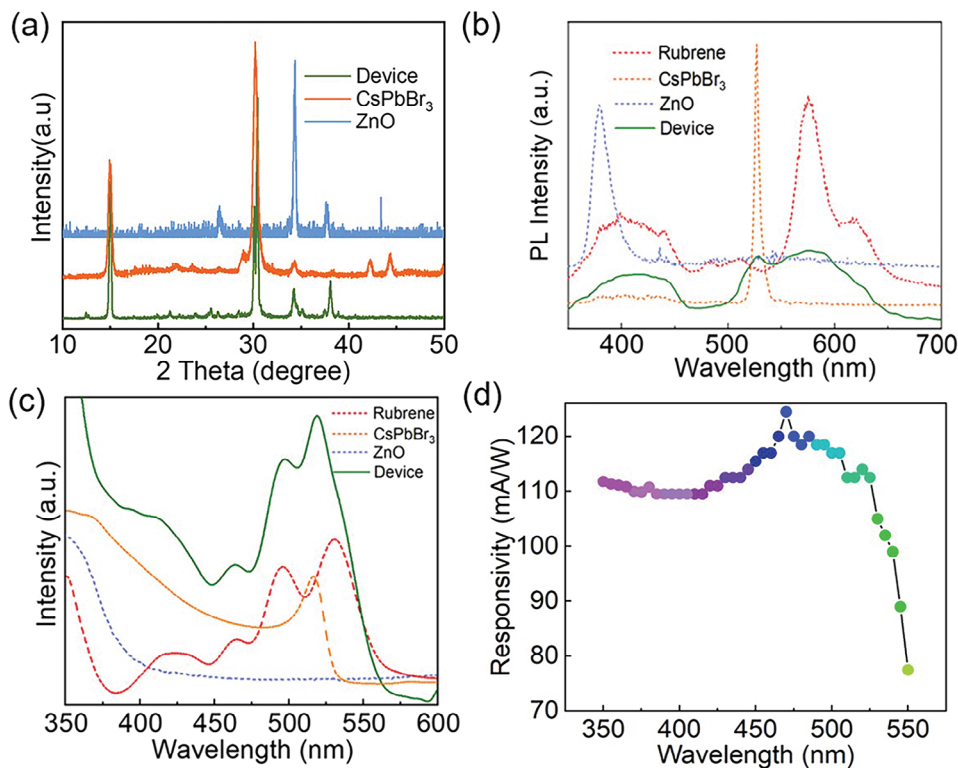 (a)
Intensity(a.u)
Device
CsPbBr3
ZnO
10 20 30 40 50
2 Theta (degree)
(b)
PL Intensity (a.u.)
Rubrene
CsPbBr3
ZnO
Device
400 500 600 700
Wavelength (nm)
(c)
Intensity (a.u.)
Rubrene
CsPbBr3
ZnO
Device
350 400 450 500 550 600
Wavelength (nm)
(d)
Responsivity (mA/W)
120
110
100
90
80
70
350 400 450 500 550
Wavelength (nm)